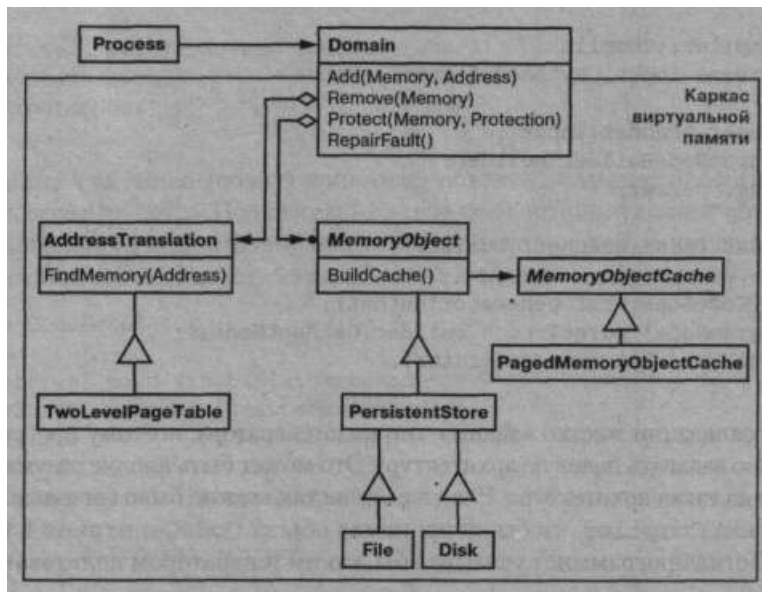 Process
Domain
Add(Memory, Address)
Remove(Memory)
Protect(Memory, Protection)
RepairFault()
Каркас
виртуальной
памяти
AddressTranslation
FindMemory(Address)
MemoryObject
BuildCache()
MemoryObjectCache
TwoLevelPageTable
PersistentStore
PagedMemoryObjectCache
File
Disk